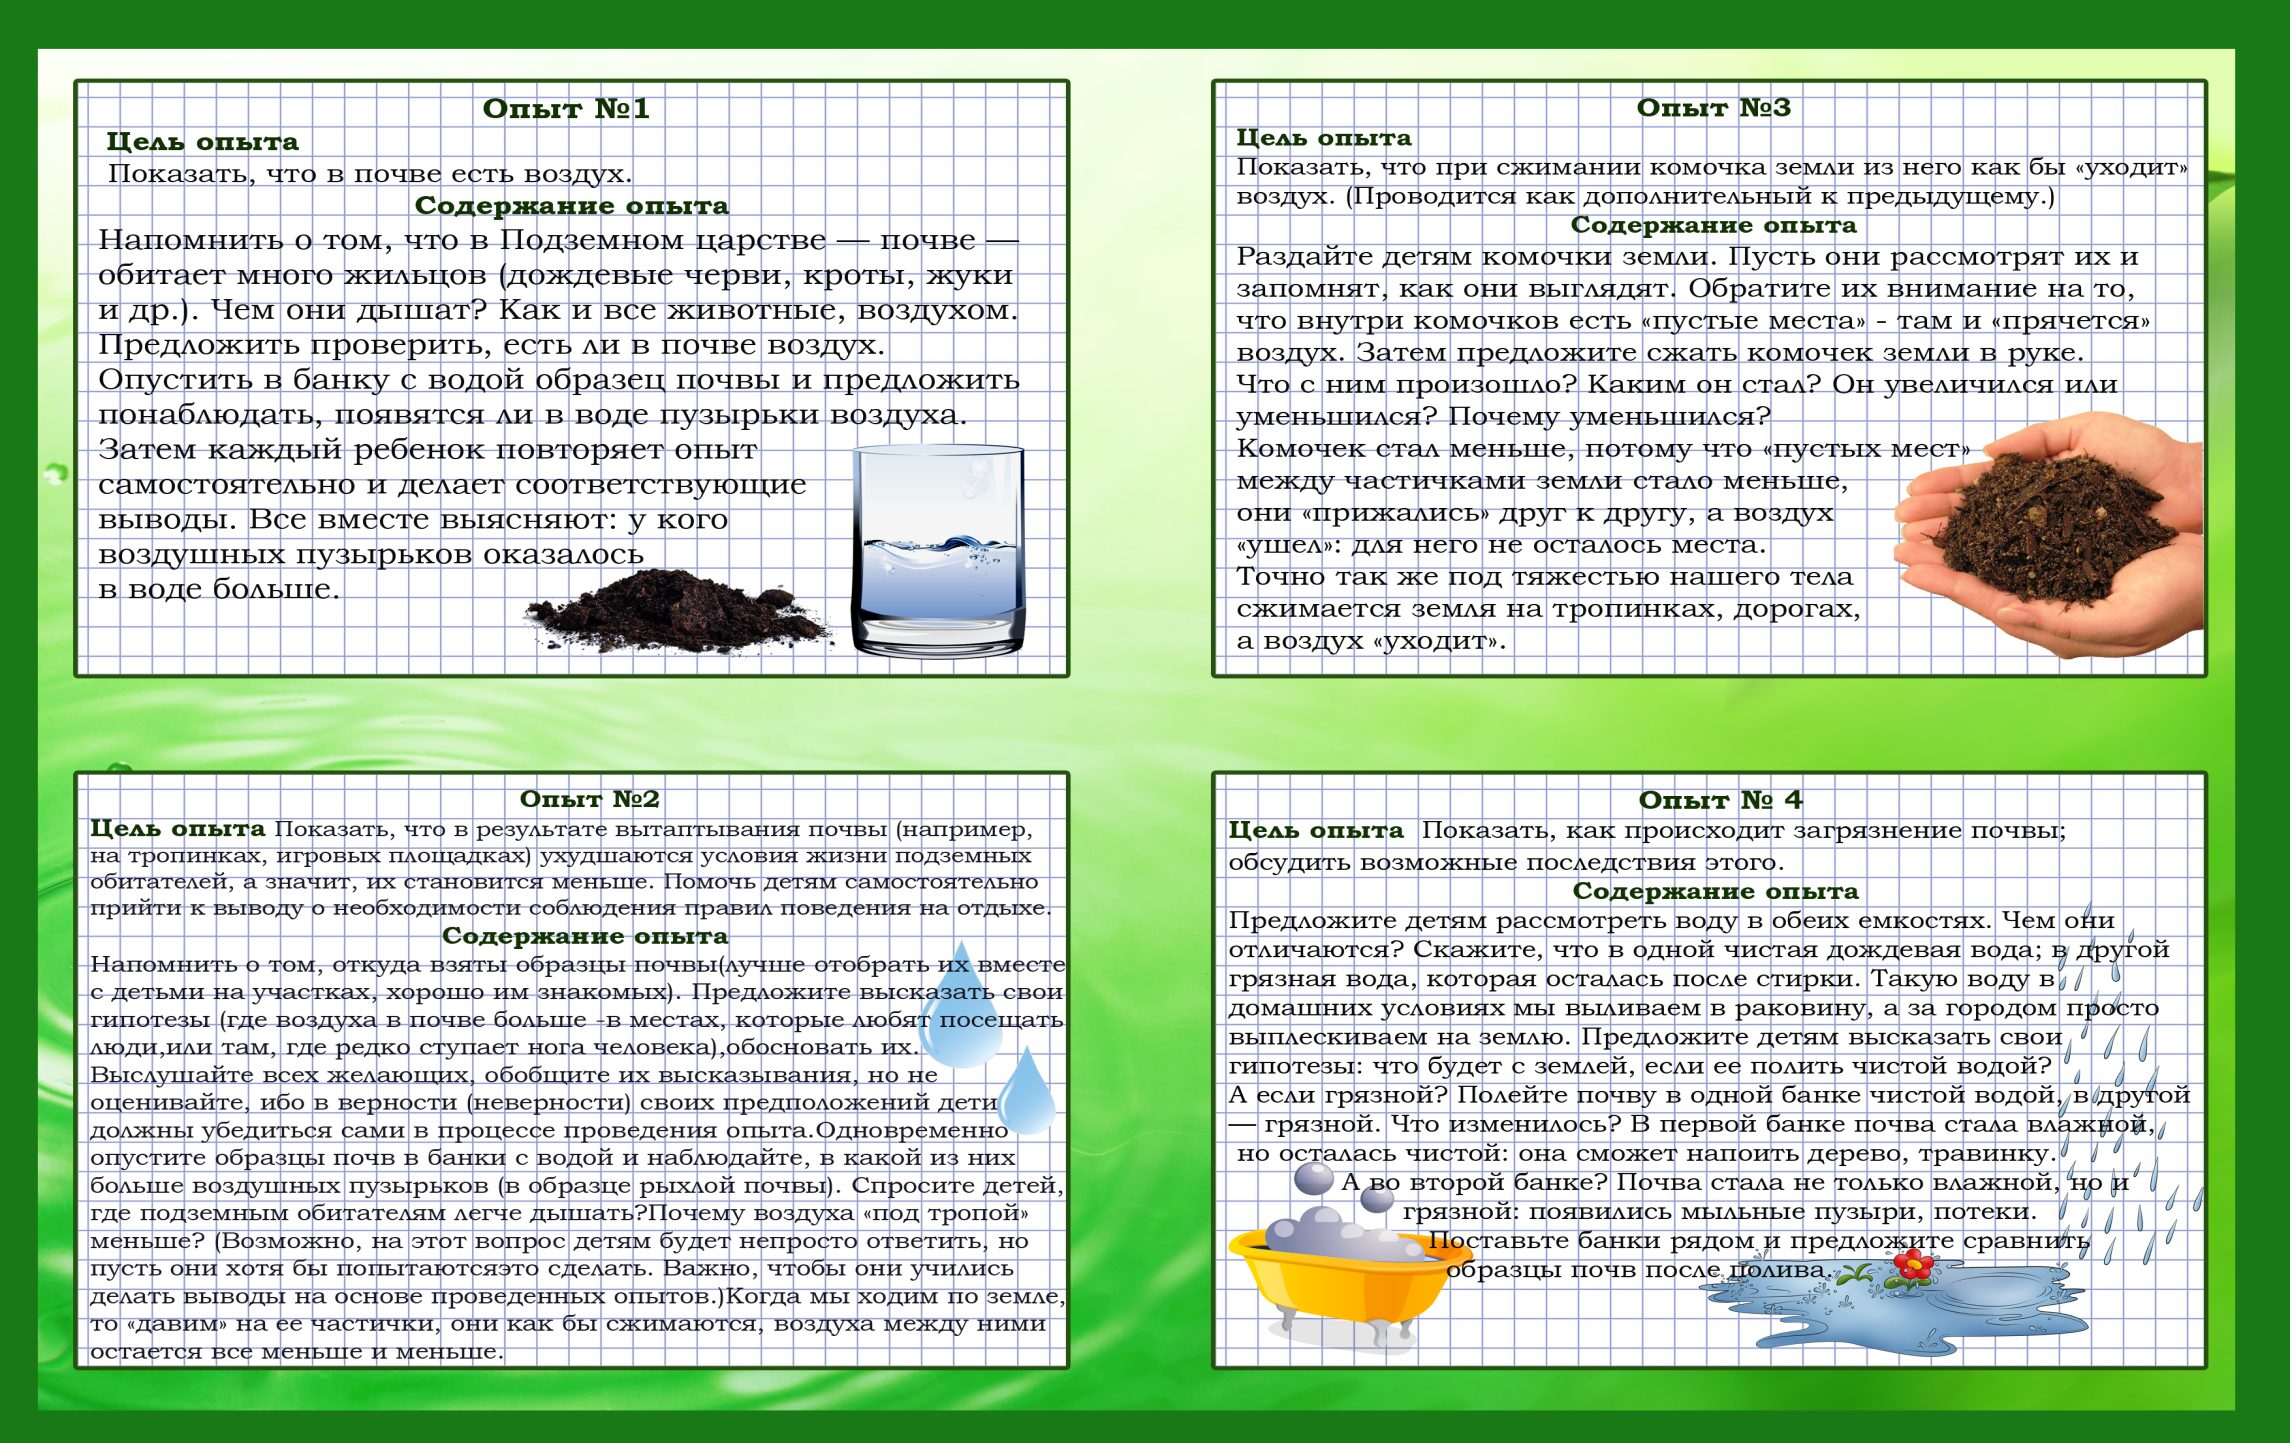 Опыт №1
Цель опыта
Показать, что в почве есть воздух.
Содержание опыта
Напомнить о том, что в Подземном царстве — почве —
обитает много жильцов (дождевые черви, кроты, жуки
и др.). Чем они дышат? Как и все животные, воздухом.
Предложить проверить, есть ли в почве воздух.
Опустить в банку с водой образец почвы и предложить
понаблюдать, появятся ли в воде пузырьки воздуха.
Затем каждый ребенок повторяет опыт
самостоятельно и делает соответствующие
выводы. Все вместе выясняют: у кого
воздушных пузырьков оказалось
в воде больше.
Опыт №2
Цель опыта Показать, что в результате вытаптывания почвы (например,
на тропинках, игровых площадках) ухудшаются условия жизни подземных
обитателей, а значит, их становится меньше. Помочь детям самостоятельно
прийти к выводу о необходимости соблюдения правил поведения на отдыхе.
Содержание опыта
Напомнить о том, откуда взяты образцы почвы(лучше отобрать их вместе
с детьми на участках, хорошо им знакомых). Предложите высказать свои
гипотезы (где воздуха в почве больше -в местах, которые любят посещать
люди,или там, где редко ступает нога человека),обосновать их.
Выслушайте всех желающих, обобщите их высказывания, но не
оценивайте, ибо в верности (неверности) своих предположений дети
должны убедиться сами в процессе проведения опыта.Одновременно
опустите образцы почв в банки с водой и наблюдайте, в какой из них
больше воздушных пузырьков (в образце рыхлой почвы). Спросите детей,
где подземным обитателям легче дышать?Почему воздуха «под тропой»
меньше? (Возможно, на этот вопрос детям будет непросто ответить, но
пусть они хотя бы попытаютсяэто сделать. Важно, чтобы они учились
делать выводы на основе проведенных опытов.)Когда мы ходим по земле,
то «давим» на ее частички, они как бы сжимаются, воздуха между ними
остается все меньше и меньше.
Опыт №3
Цель опыта
Показать, что при сжимании комочка земли из него как бы «уходит»
воздух. (Проводится как дополнительный к предыдущему.)
Содержание опыта
Раздайте детям комочки земли. Пусть они рассмотрят их и
запомнят, как они выглядят. Обратите их внимание на то,
что внутри комочков есть «пустые места» - там и «прячется»
воздух. Затем предложите сжать комочек земли в руке.
Что с ним произошло? Каким он стал? Он увеличился или
уменьшился? Почему уменьшился?
Комочек стал меньше, потому что «пустых мест»
между частичками земли стало меньше,
они «прижались» друг к другу, а воздух
«ушел»: для него не осталось места.
Точно так же под тяжестью нашего тела
сжимается земля на тропинках, дорогах,
а воздух «уходит».
Опыт № 4
Цель опыта Показать, как происходит загрязнение почвы;
обсудить возможные последствия этого.
Содержание опыта
Предложите детям рассмотреть воду в обеих емкостях. Чем они
отличаются? Скажите, что в одной чистая дождевая вода; в другой
грязная вода, которая осталась после стирки. Такую воду в
домашних условиях мы выливаем в раковину, а за городом просто
выплескиваем на землю. Предложите детям высказать свои
гипотезы: что будет с землей, если ее полить чистой водой?
А если грязной? Полейте почву в одной банке чистой водой, в другой
— грязной. Что изменилось? В первой банке почва стала влажной,
но осталась чистой: она сможет напоить дерево, травинку.
А во второй банке? Почва стала не только влажной, но и
грязной: появились мыльные пузыри, потеки.
Поставьте банки рядом и предложите сравнить
образцы почв после полива.